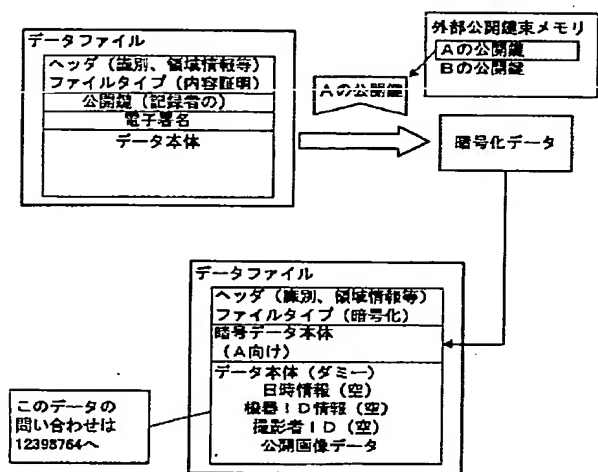 データファイル
ヘッダ（識別、領域情報等）
ファイルタイプ（内容証明）
公開鍵（記録者の）
電子署名
データ本体
Aの公開鍵
外部公開鍵束メモリ
Aの公開鍵
Bの公開鍵
暗号化データ
データファイル
ヘッダ（識別、領域情報等）
ファイルタイプ（暗号化）
暗号データ本体
（A向け）
データ本体（ダミー）
日時情報（空）
機器ID情報（空）
撮影者ID（空）
公開画像データ
このデータの
問い合わせは
12398764へ